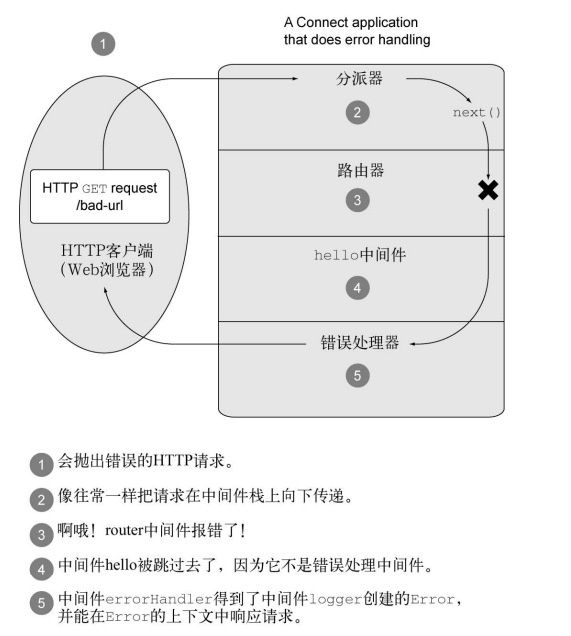 A Connect application
that does error handling
1
分派器
2
next()
HTTP GET request
/bad-url
路由器
3
HTTP客户端
（Web浏览器）
hello中间件
4
错误处理器
5
1 会抛出错误的HTTP请求。
2 像往常一样把请求在中间件栈上向下传递。
3 啊哦！router中间件报错了！
4 中间件hello被跳过去了，因为它不是错误处理中间件。
5 中间件errorHandler得到了中间件logger创建的Error，
并能在Error的上下文中响应请求。